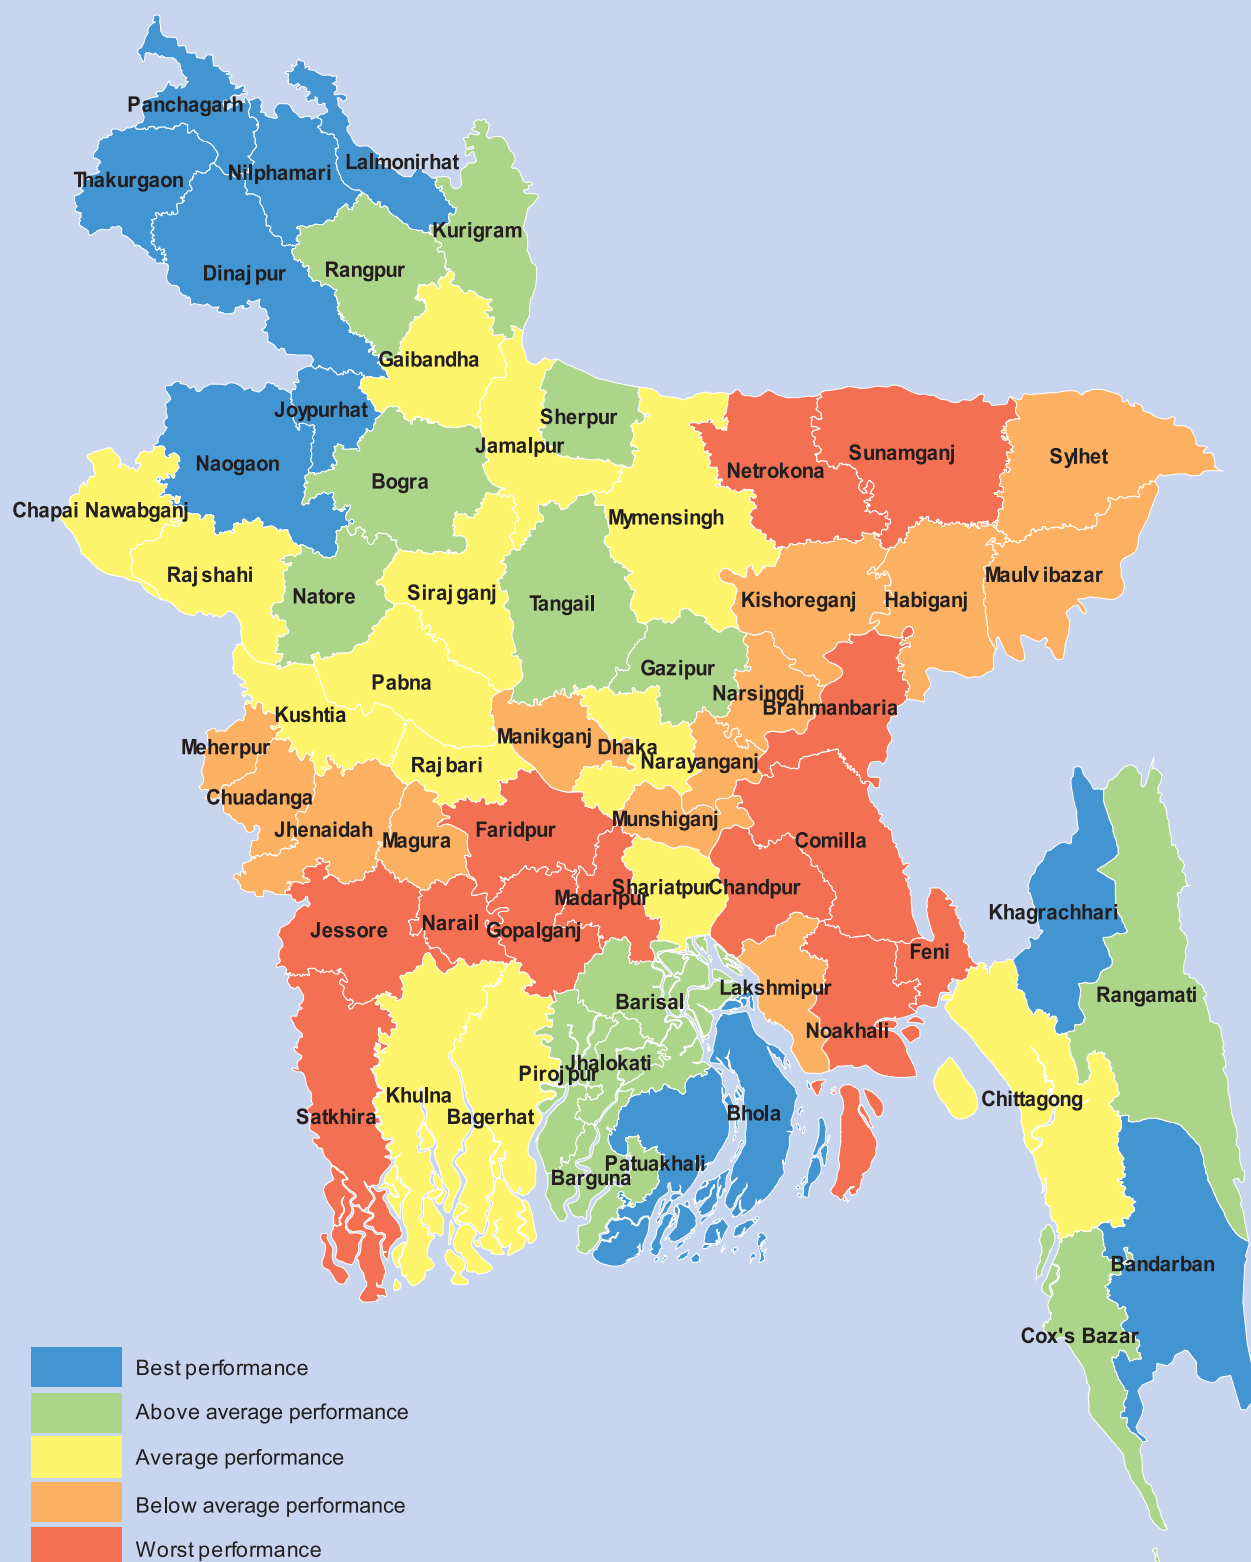 Panchagarh
Thakurgaon
Nilphamari
Lalmonirhat
Kurigram
Dinajpur
Rangpur
Gaibandha
Joypurhat
Sherpur
Jamalpur
Naogaon
Bogra
Netrokona
Sunamganj
Sylhet
Chapai Nawabganj
Mymensingh
Rajshahi
Natore
Sirajganj
Tangail
Kishoreganj
Habiganj
Maulvibazar
Gazipur
Pabna
Narsingdi
Brahmanbaria
Kushtia
Meherpur
Manikganj
Dhaka
Narayanganj
Rajbari
Chuadanga
Jhenaidah
Magura
Faridpur
Munshiganj
Comilla
Shariatpur
Chandpur
Madaripur
Jessore
Narail
Gopalganj
Khagrachhari
Feni
Lakshmipur
Rangamati
Barisal
Noakhali
Jhalokati
Pirojpur
Khulna
Bagerhat
Satkhira
Bhola
Chittagong
Patuakhali
Barguna
Bandarban
Cox's Bazar
Best performance
Above average performance
Average performance
Below average performance
Worst performance